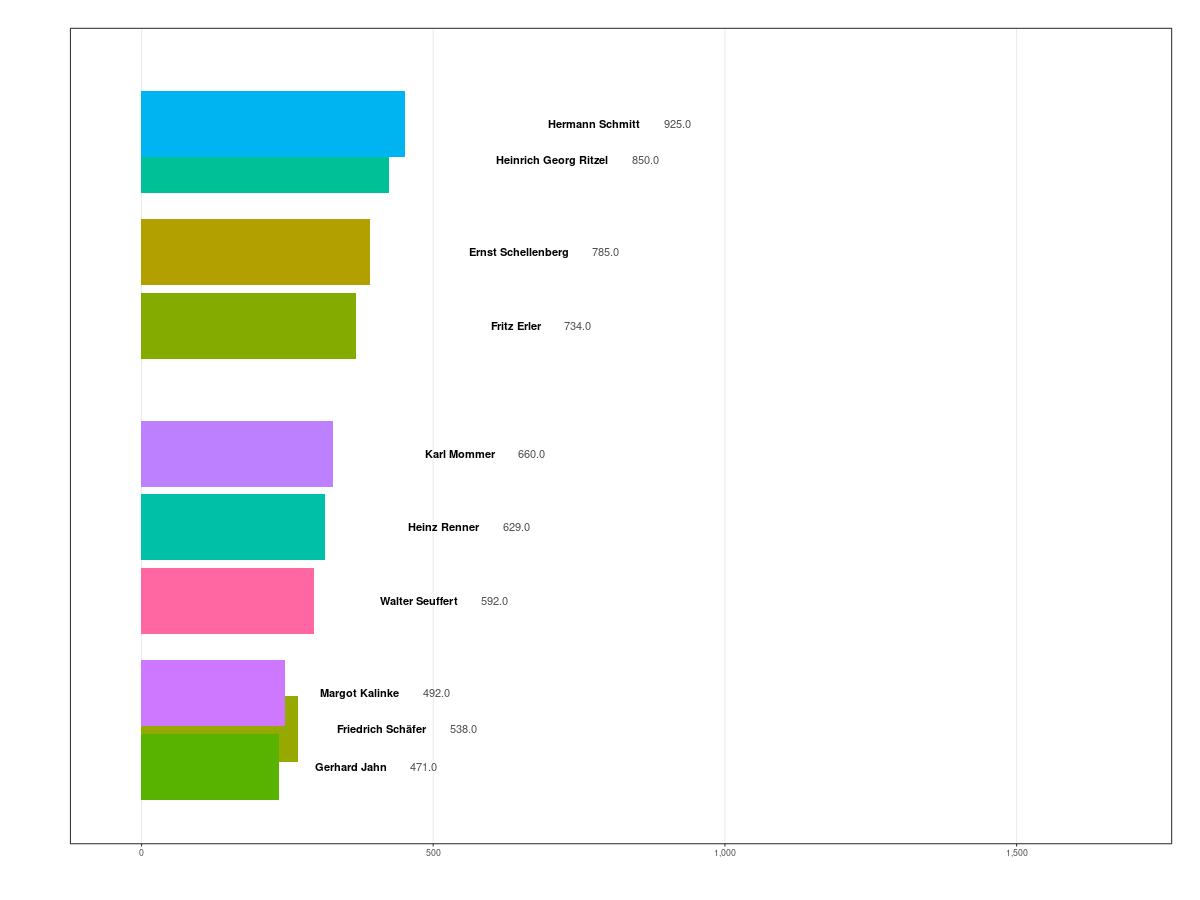 Hermann Schmitt 925.0
Heinrich Georg Ritzel 850.0
Ernst Schellenberg 785.0
Fritz Erler 734.0
Karl Mommer 660.0
Heinz Renner 629.0
Walter Seuffert 592.0
Margot Kalinke 492.0
Friedrich Schäfer 538.0
Gerhard Jahn 471.0
0 500 1,000 1,500